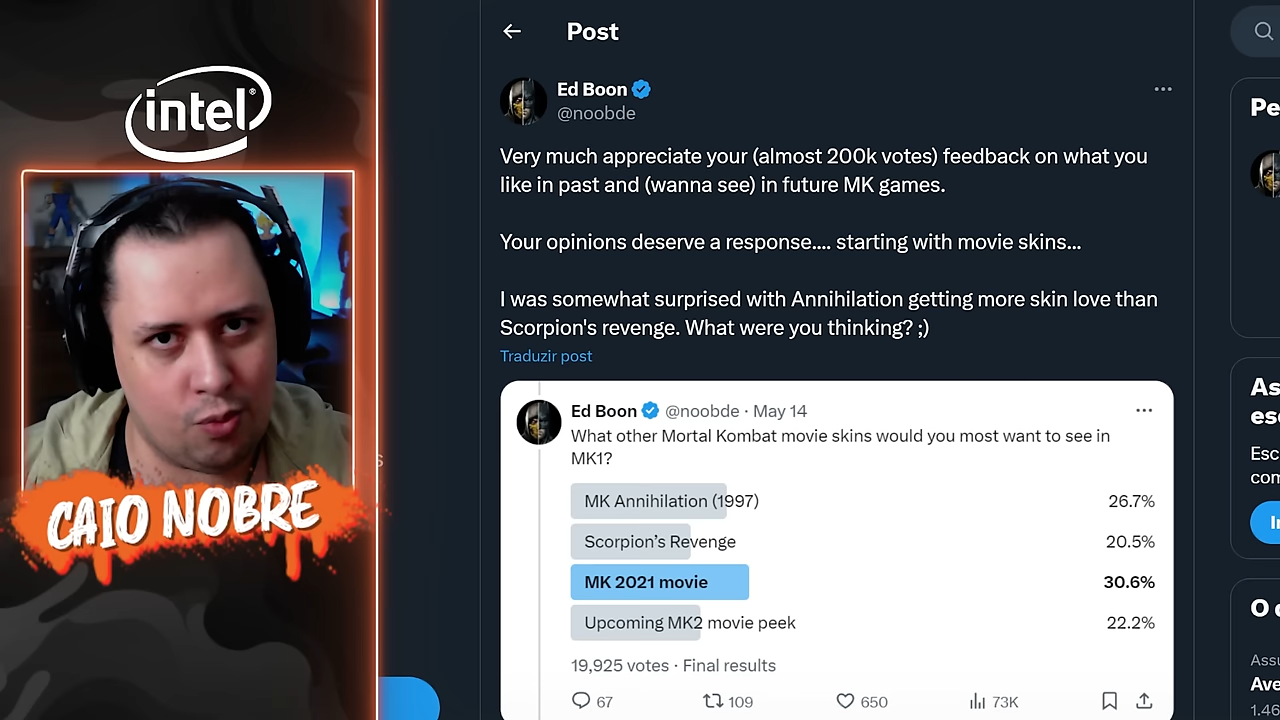 intel
CAIO NOBRE
Post
Ed Boon
@noobde
Very much appreciate your (almost 200k votes) feedback on what you
like in past and (wanna see) in future MK games.
Your opinions deserve a response.... starting with movie skins...
I was somewhat surprised with Annihilation getting more skin love than
Scorpion's revenge. What were you thinking? ;)
Traduzir post
Ed Boon @noobde · May 14
What other Mortal Kombat movie skins would you most want to see in
MK1?
MK Annihilation (1997) 26.7%
Scorpion's Revenge 20.5%
MK 2021 movie 30.6%
Upcoming MK2 movie peek 22.2%
19,925 votes · Final results
67 109 650 73K
Pe
As
esc
Esc
com
O
Assu
Ave
1.46